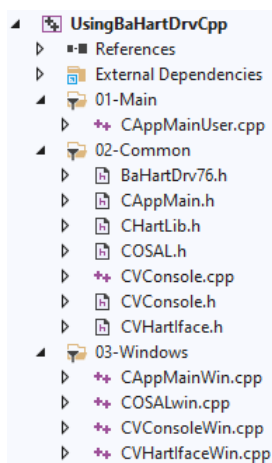 UsingBaHartDrvCpp
References
External Dependencies
01-Main
CAppMainUser.cpp
02-Common
BaHartDrv76.h
CAppMain.h
CHartLib.h
COSAL.h
CVConsole.cpp
CVConsole.h
CVHartIface.h
03-Windows
CAppMainWin.cpp
COSALwin.cpp
CVConsoleWin.cpp
CVHartIfaceWin.cpp